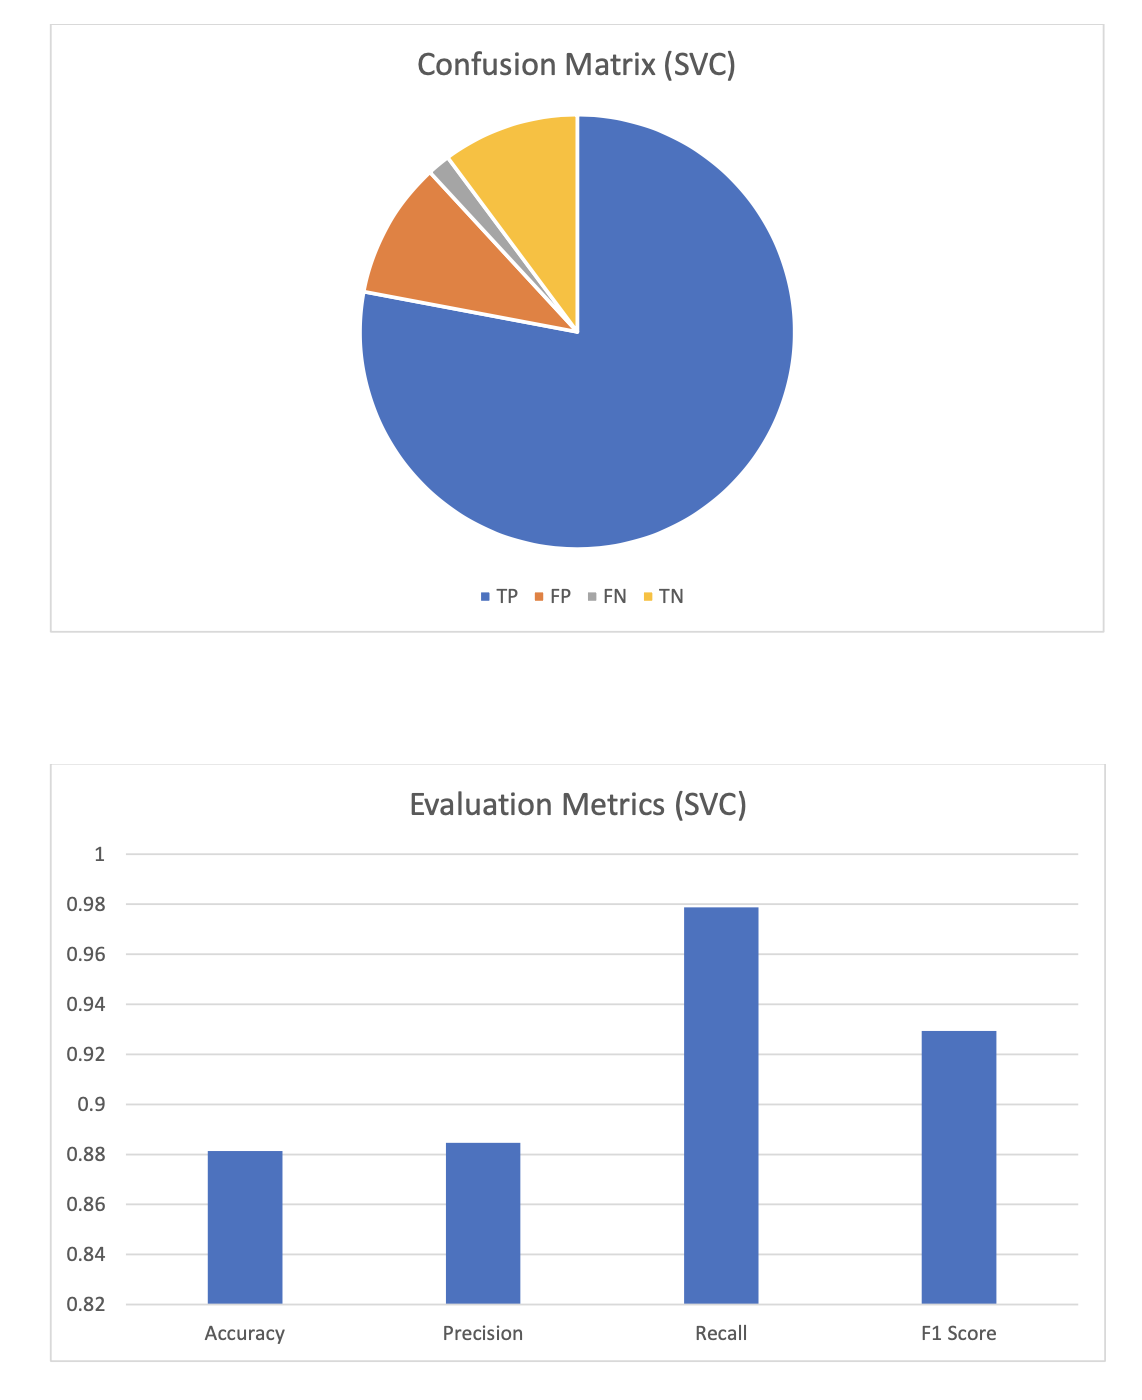 Confusion Matrix (SVC)
TP FP FN TN
Evaluation Metrics (SVC)
1
0.98
0.96
0.94
0.92
0.9
0.88
0.86
0.84
0.82
Accuracy Precision Recall F1 Score